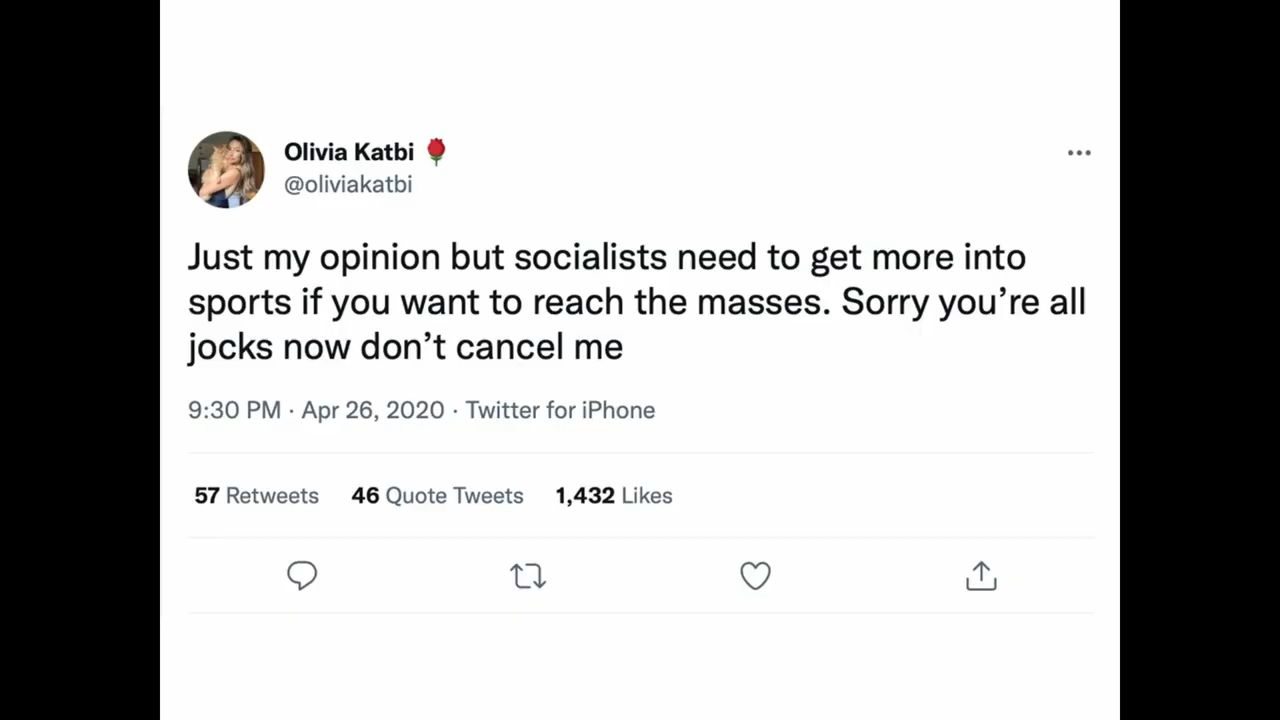 Olivia Katbi 🌹
@oliviakatbi
Just my opinion but socialists need to get more into
sports if you want to reach the masses. Sorry you’re all
jocks now don’t cancel me
9:30 PM · Apr 26, 2020 · Twitter for iPhone
57 Retweets 46 Quote Tweets 1,432 Likes